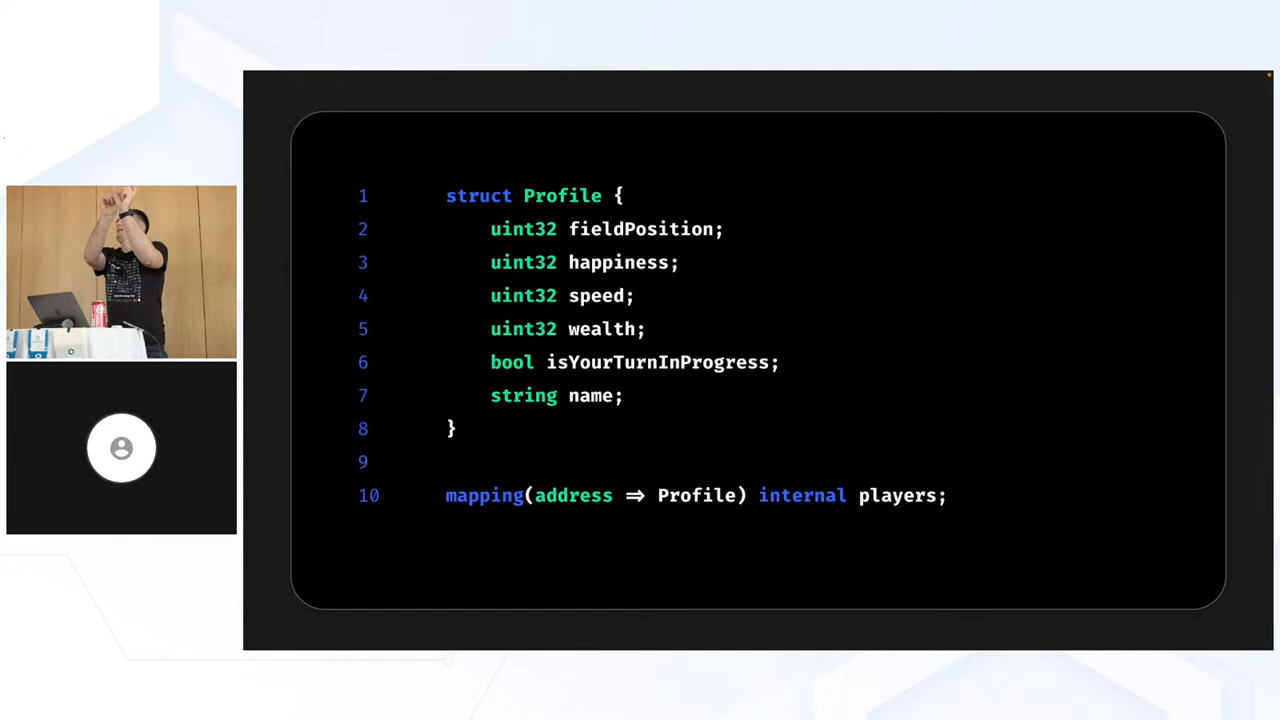 1 struct Profile {
2 uint32 fieldPosition;
3 uint32 happiness;
4 uint32 speed;
5 uint32 wealth;
6 bool isYourTurnInProgress;
7 string name;
8 }
9
10 mapping(address => Profile) internal players;